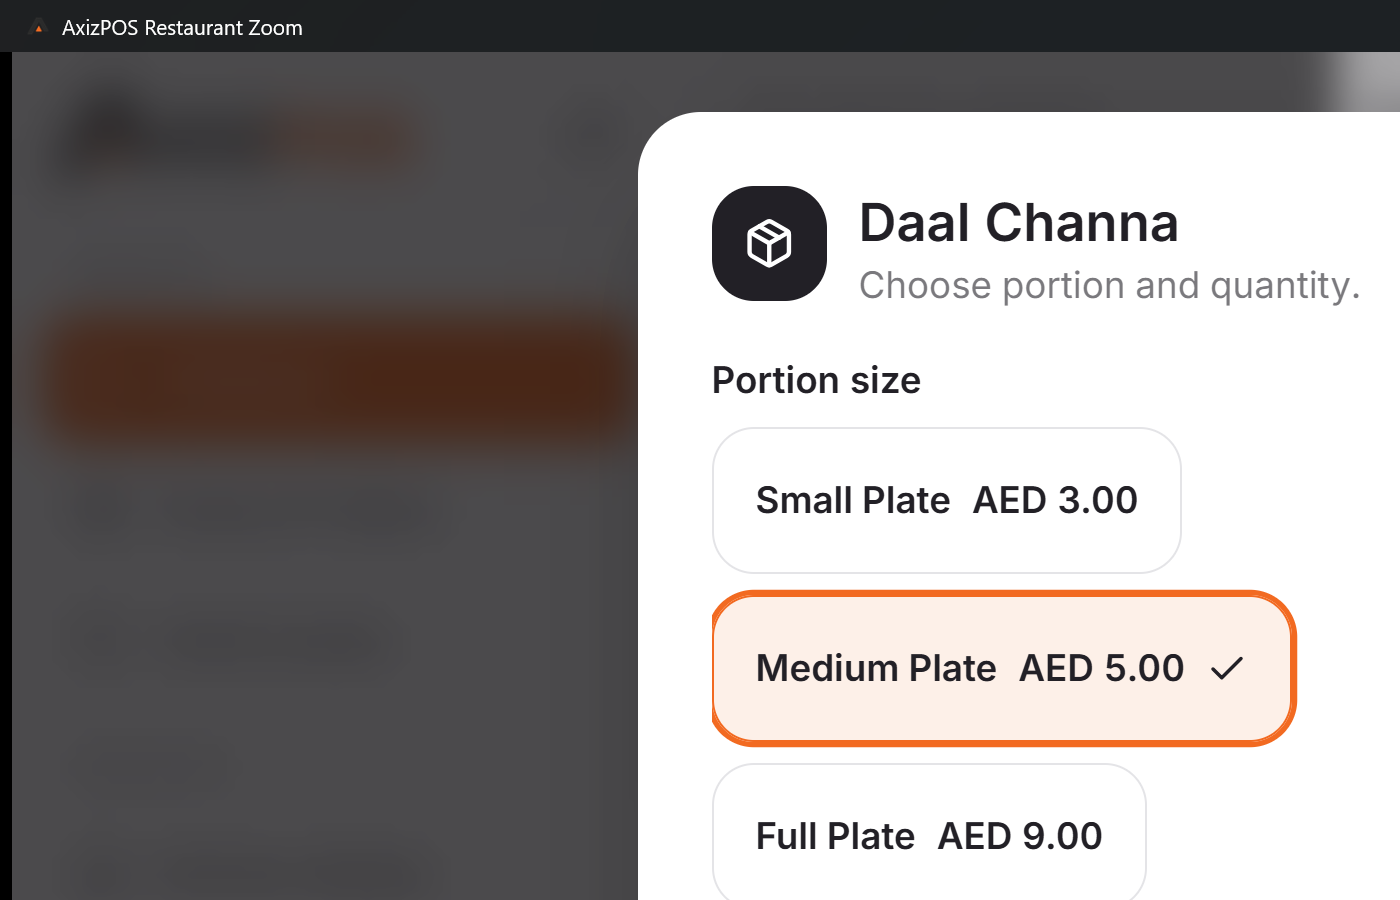 AxizPOS Restaurant Zoom
Daal Channa
Choose portion and quantity.
Portion size
Small Plate AED 3.00
Medium Plate AED 5.00
Full Plate AED 9.00